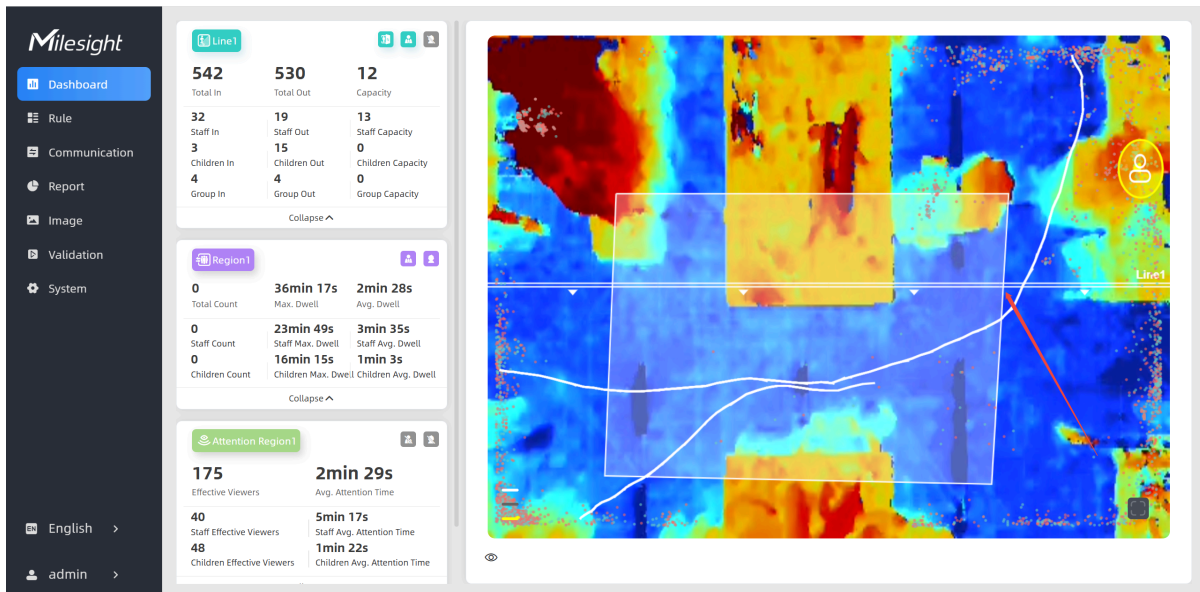 Milesight
Dashboard
Rule
Communication
Report
Image
Validation
System
EN English
admin
Line1
542 530 12
Total In Total Out Capacity
32 19 13
Staff In Staff Out Staff Capacity
3 15 0
Children In Children Out Children Capacity
4 4 0
Group In Group Out Group Capacity
Collapse
Region1
0 36min 17s 2min 28s
Total Count Max. Dwell Avg. Dwell
0 23min 49s 3min 35s
Staff Count Staff Max. Dwell Staff Avg. Dwell
0 16min 15s 1min 3s
Children Count Children Max. Dwell Children Avg. Dwell
Collapse
Attention Region1
175 2min 29s
Effective Viewers Avg. Attention Time
40 5min 17s
Staff Effective Viewers Staff Avg. Attention Time
48 1min 22s
Children Effective Viewers Children Avg. Attention Time
Line1